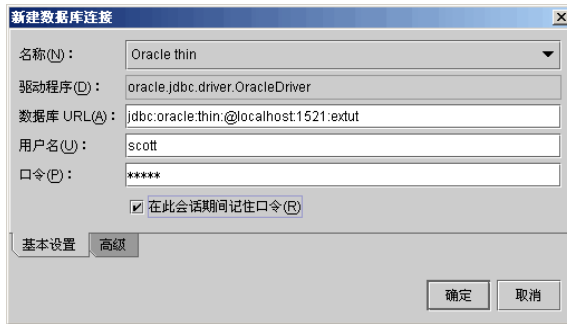 新建数据库连接
名称(N)： Oracle thin
驱动程序(D)： oracle.jdbc.driver.OracleDriver
数据库 URL(A)： jdbc:oracle:thin:@localhost:1521:extut
用户名(U)： scott
口令(P)： *****
在此会话期间记住口令(R)
基本设置 高级
确定 取消